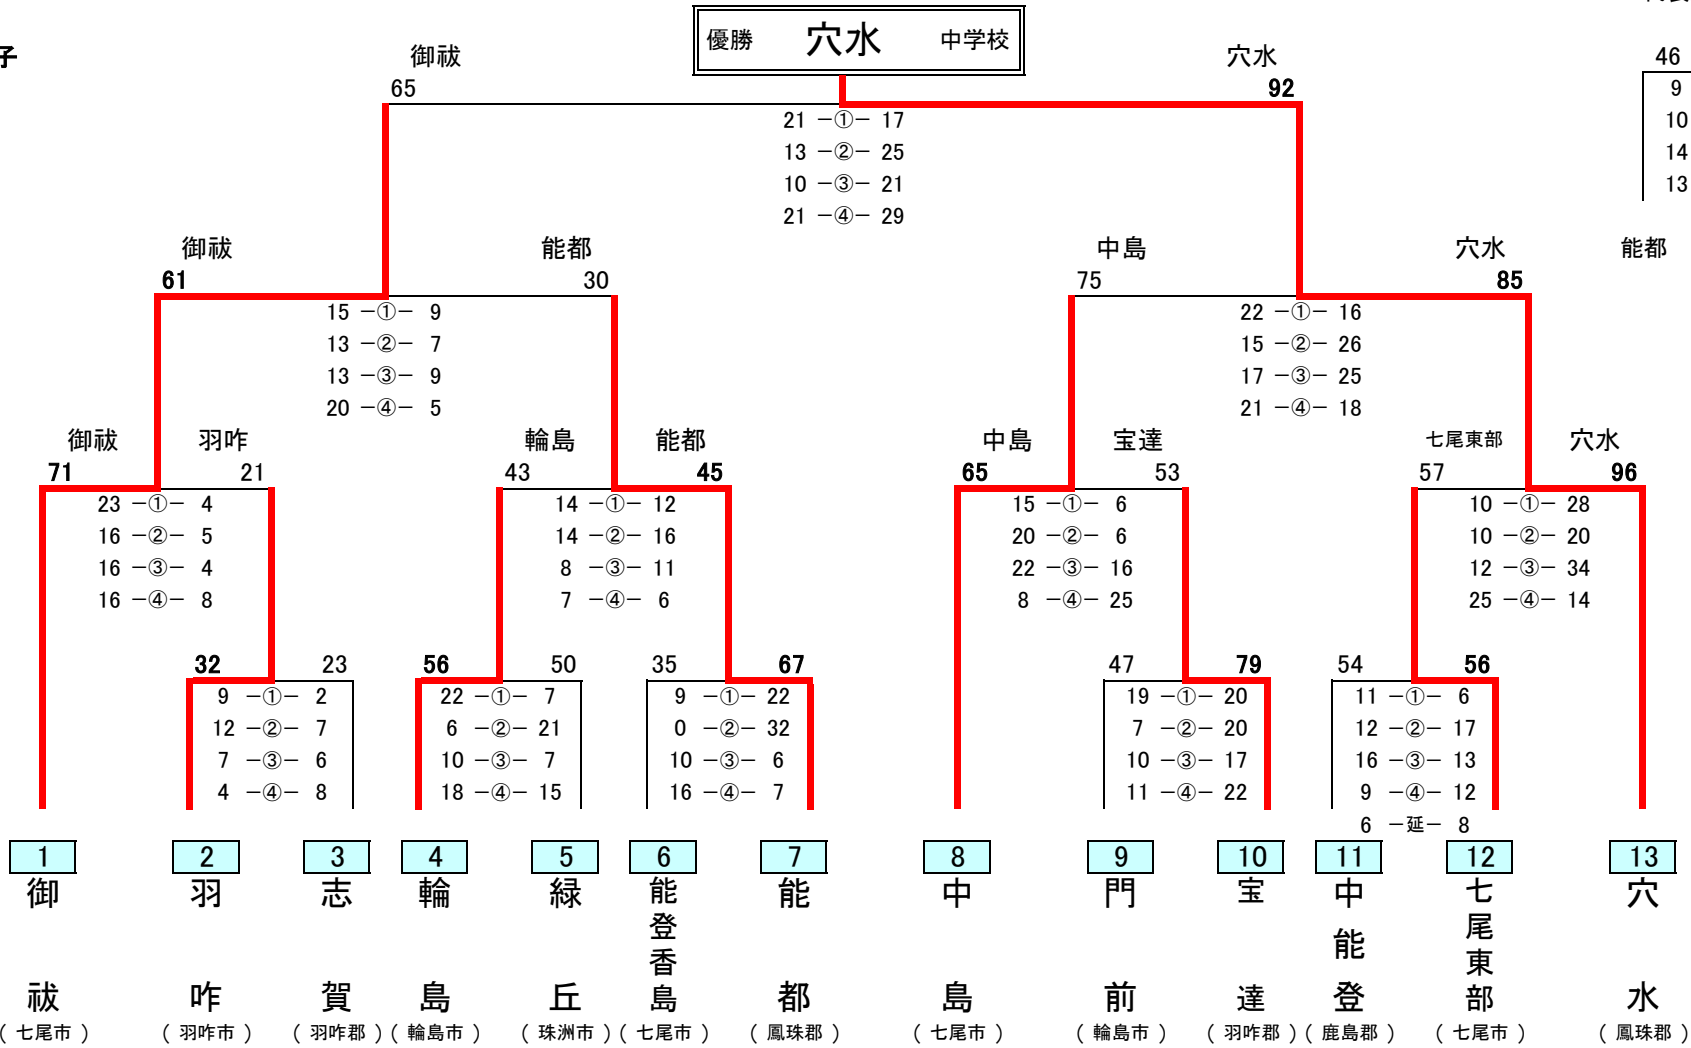 優勝 穴水 中学校
子
御祓 穴水
65 92
46
21 －①－ 17
13 －②－ 25
10 －③－ 21
21 －④－ 29
9
10
14
13
御祓 能都 中島 穴水 能都
61 30 75 85
15 －①－ 9 22 －①－ 16
13 －②－ 7 15 －②－ 26
13 －③－ 9 17 －③－ 25
20 －④－ 5 21 －④－ 18
御祓 羽咋 輪島 能都 中島 宝達 七尾東部 穴水
71 21 43 45 65 53 57 96
23 －①－ 4 14 －①－ 12 15 －①－ 6 10 －①－ 28
16 －②－ 5 14 －②－ 16 20 －②－ 6 10 －②－ 20
16 －③－ 4 8 －③－ 11 22 －③－ 16 12 －③－ 34
16 －④－ 8 7 －④－ 6 8 －④－ 25 25 －④－ 14
32 23 56 50 35 67 47 79 54 56
9 －①－ 2 22 －①－ 7 9 －①－ 22 19 －①－ 20 11 －①－ 6
12 －②－ 7 6 －②－ 21 0 －②－ 32 7 －②－ 20 12 －②－ 17
7 －③－ 6 10 －③－ 7 10 －③－ 6 10 －③－ 17 16 －③－ 13
4 －④－ 8 18 －④－ 15 16 －④－ 7 11 －④－ 22 9 －④－ 12
6 －延－ 8
1 2 3 4 5 6 7 8 9 10 11 12 13
御祓
羽咋
志賀
輪島
緑丘
能登香島
能都
中島
門前
宝達
中能登
七尾東部
穴水
( 七尾市 ) ( 羽咋市 ) ( 羽咋郡 ) ( 輪島市 ) ( 珠洲市 ) ( 七尾市 ) ( 鳳珠郡 ) ( 七尾市 ) ( 輪島市 ) ( 羽咋郡 ) ( 鹿島郡 ) ( 七尾市 ) ( 鳳珠郡 )